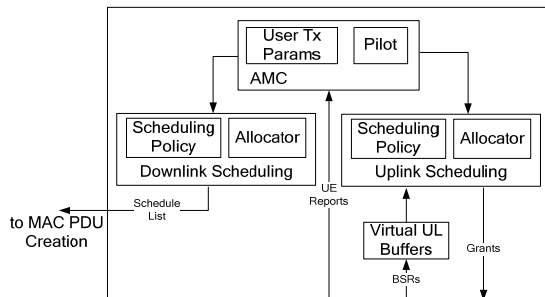 User Tx
Params
Pilot
AMC
Scheduling
Policy
Allocator
Downlink Scheduling
Scheduling
Policy
Allocator
Uplink Scheduling
UE
Reports
Schedule
List
to MAC PDU
Creation
Virtual UL
Buffers
Grants
BSRs